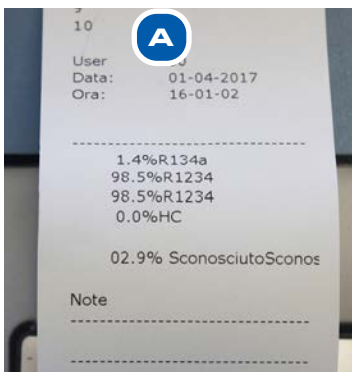 10
A
User
Data: 01-04-2017
Ora: 16-01-02
1.4%R134a
98.5%R1234
98.5%R1234
0.0%HC
02.9% SconosciutoSconos
Note